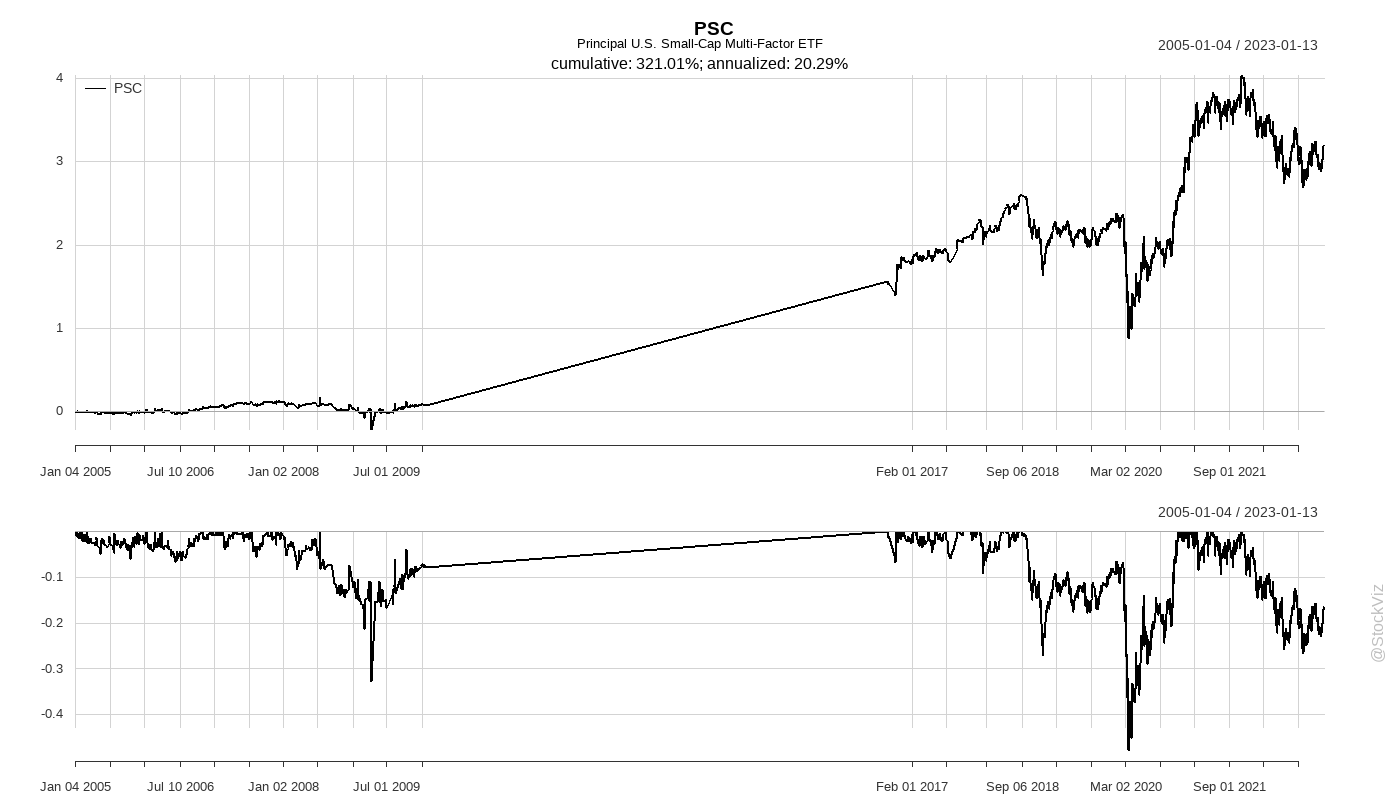 PSC
Principal U.S. Small-Cap Multi-Factor ETF
cumulative: 321.01%; annualized: 20.29%
2005-01-04 / 2023-01-13
PSC
4
3
2
1
0
Jan 04 2005 Jul 10 2006 Jan 02 2008 Jul 01 2009 Feb 01 2017 Sep 06 2018 Mar 02 2020 Sep 01 2021
2005-01-04 / 2023-01-13
-0.1
-0.2
-0.3
-0.4
Jan 04 2005 Jul 10 2006 Jan 02 2008 Jul 01 2009 Feb 01 2017 Sep 06 2018 Mar 02 2020 Sep 01 2021
@StockViz